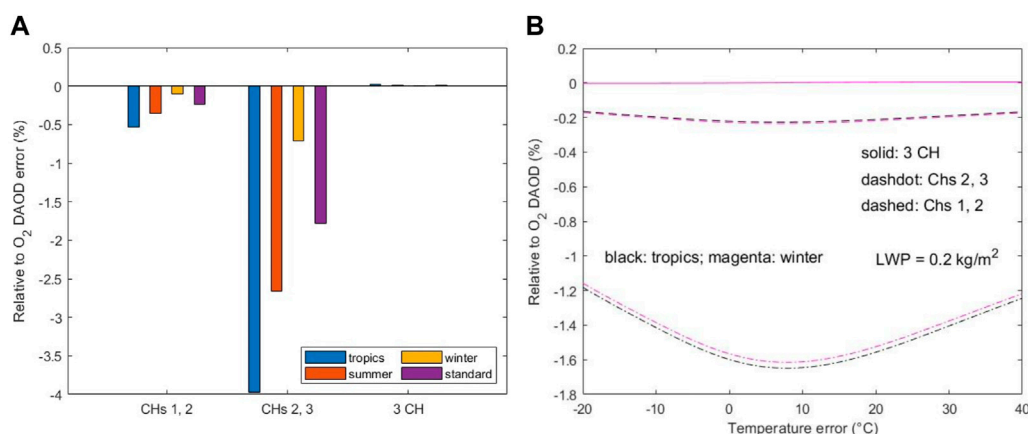 A
Relative to O2 DAOD error (%)
0.5
0
-0.5
-1
-1.5
-2
-2.5
-3
-3.5
-4
CHs 1, 2
CHs 2, 3
3 CH
tropics
winter
summer
standard
B
Relative to O2 DAOD (%)
0.2
0
-0.2
-0.4
-0.6
-0.8
-1
-1.2
-1.4
-1.6
-1.8
solid: 3 CH
dashdot: Chs 2, 3
dashed: Chs 1, 2
black: tropics; magenta: winter
LWP = 0.2 kg/m2
-20
-10
0
10
20
30
40
Temperature error (°C)